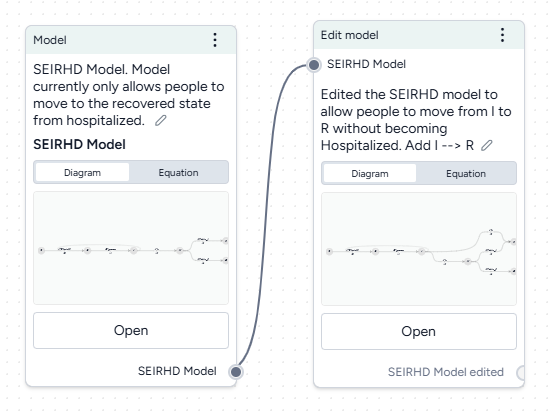 Model
SEIRHD Model. Model
currently only allows people to
move to the recovered state
from hospitalized.
SEIRHD Model
Diagram
Equation
Open
SEIRHD Model
Edit model
SEIRHD Model
Edited the SEIRHD model to
allow people to move from I to
R without becoming
Hospitalized. Add I --> R
Diagram
Equation
Open
SEIRHD Model edited